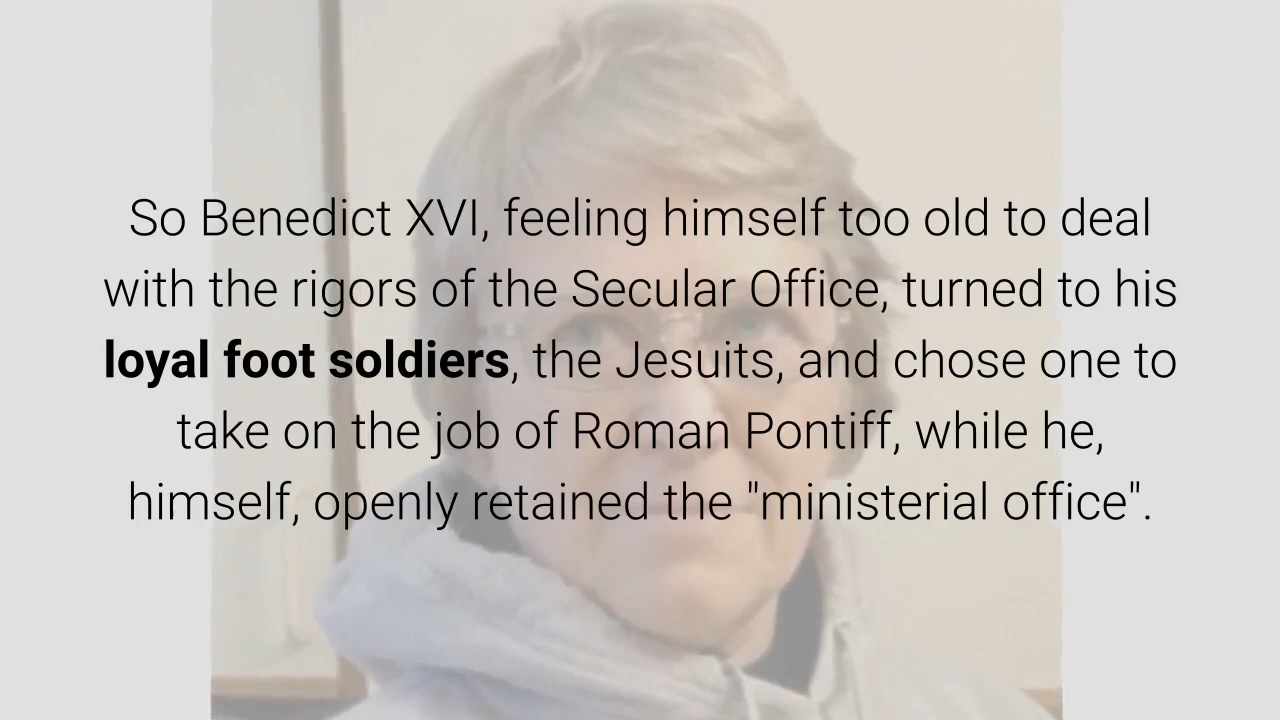 So Benedict XVI, feeling himself too old to deal
with the rigors of the Secular Office, turned to his
loyal foot soldiers, the Jesuits, and chose one to
take on the job of Roman Pontiff, while he,
himself, openly retained the "ministerial office".